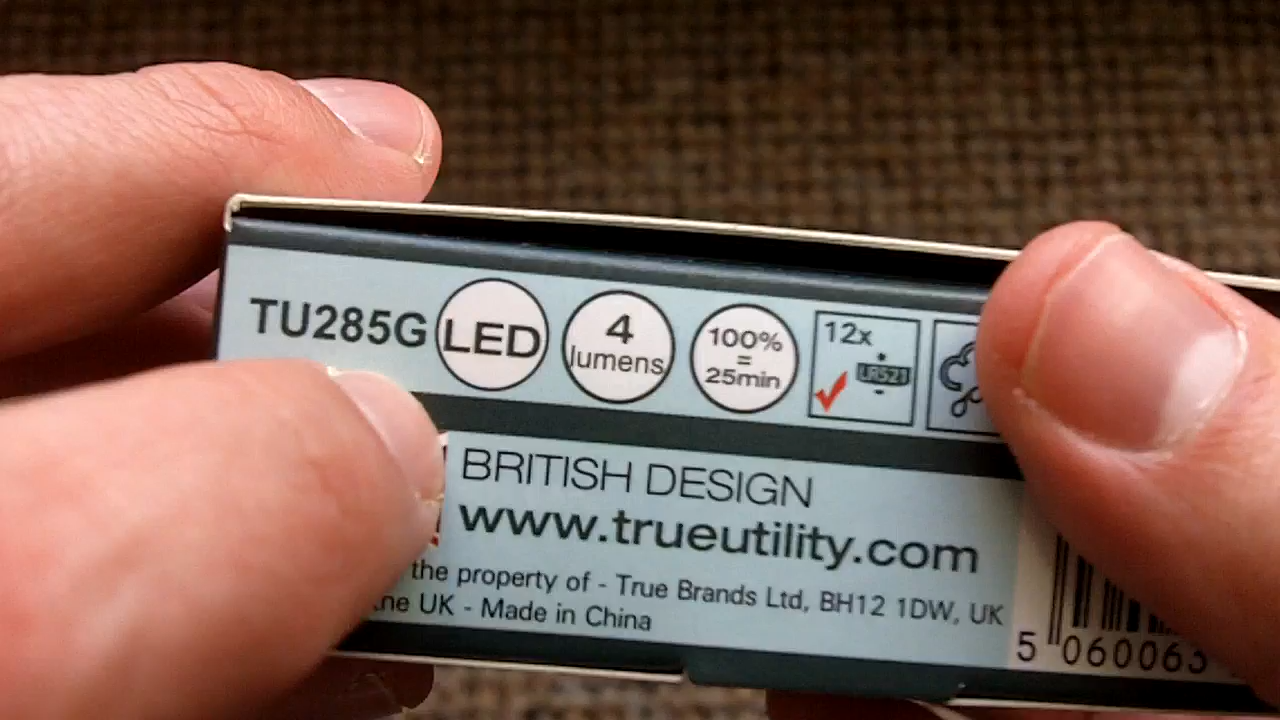 TU285G LED 4 lumens 100% = 25min 12x LR521
BRITISH DESIGN
www.trueutility.com
the property of - True Brands Ltd, BH12 1DW, UK
UK - Made in China
5 060063